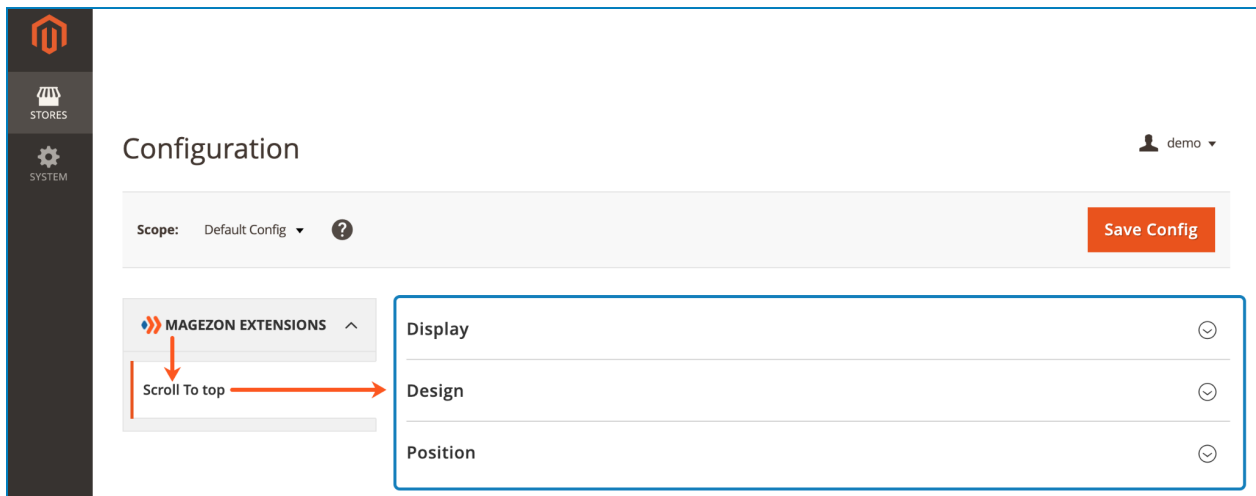 STORES
SYSTEM
Configuration
demo
Scope: Default Config ?
Save Config
MAGEZON EXTENSIONS
Scroll To top
Display
Design
Position